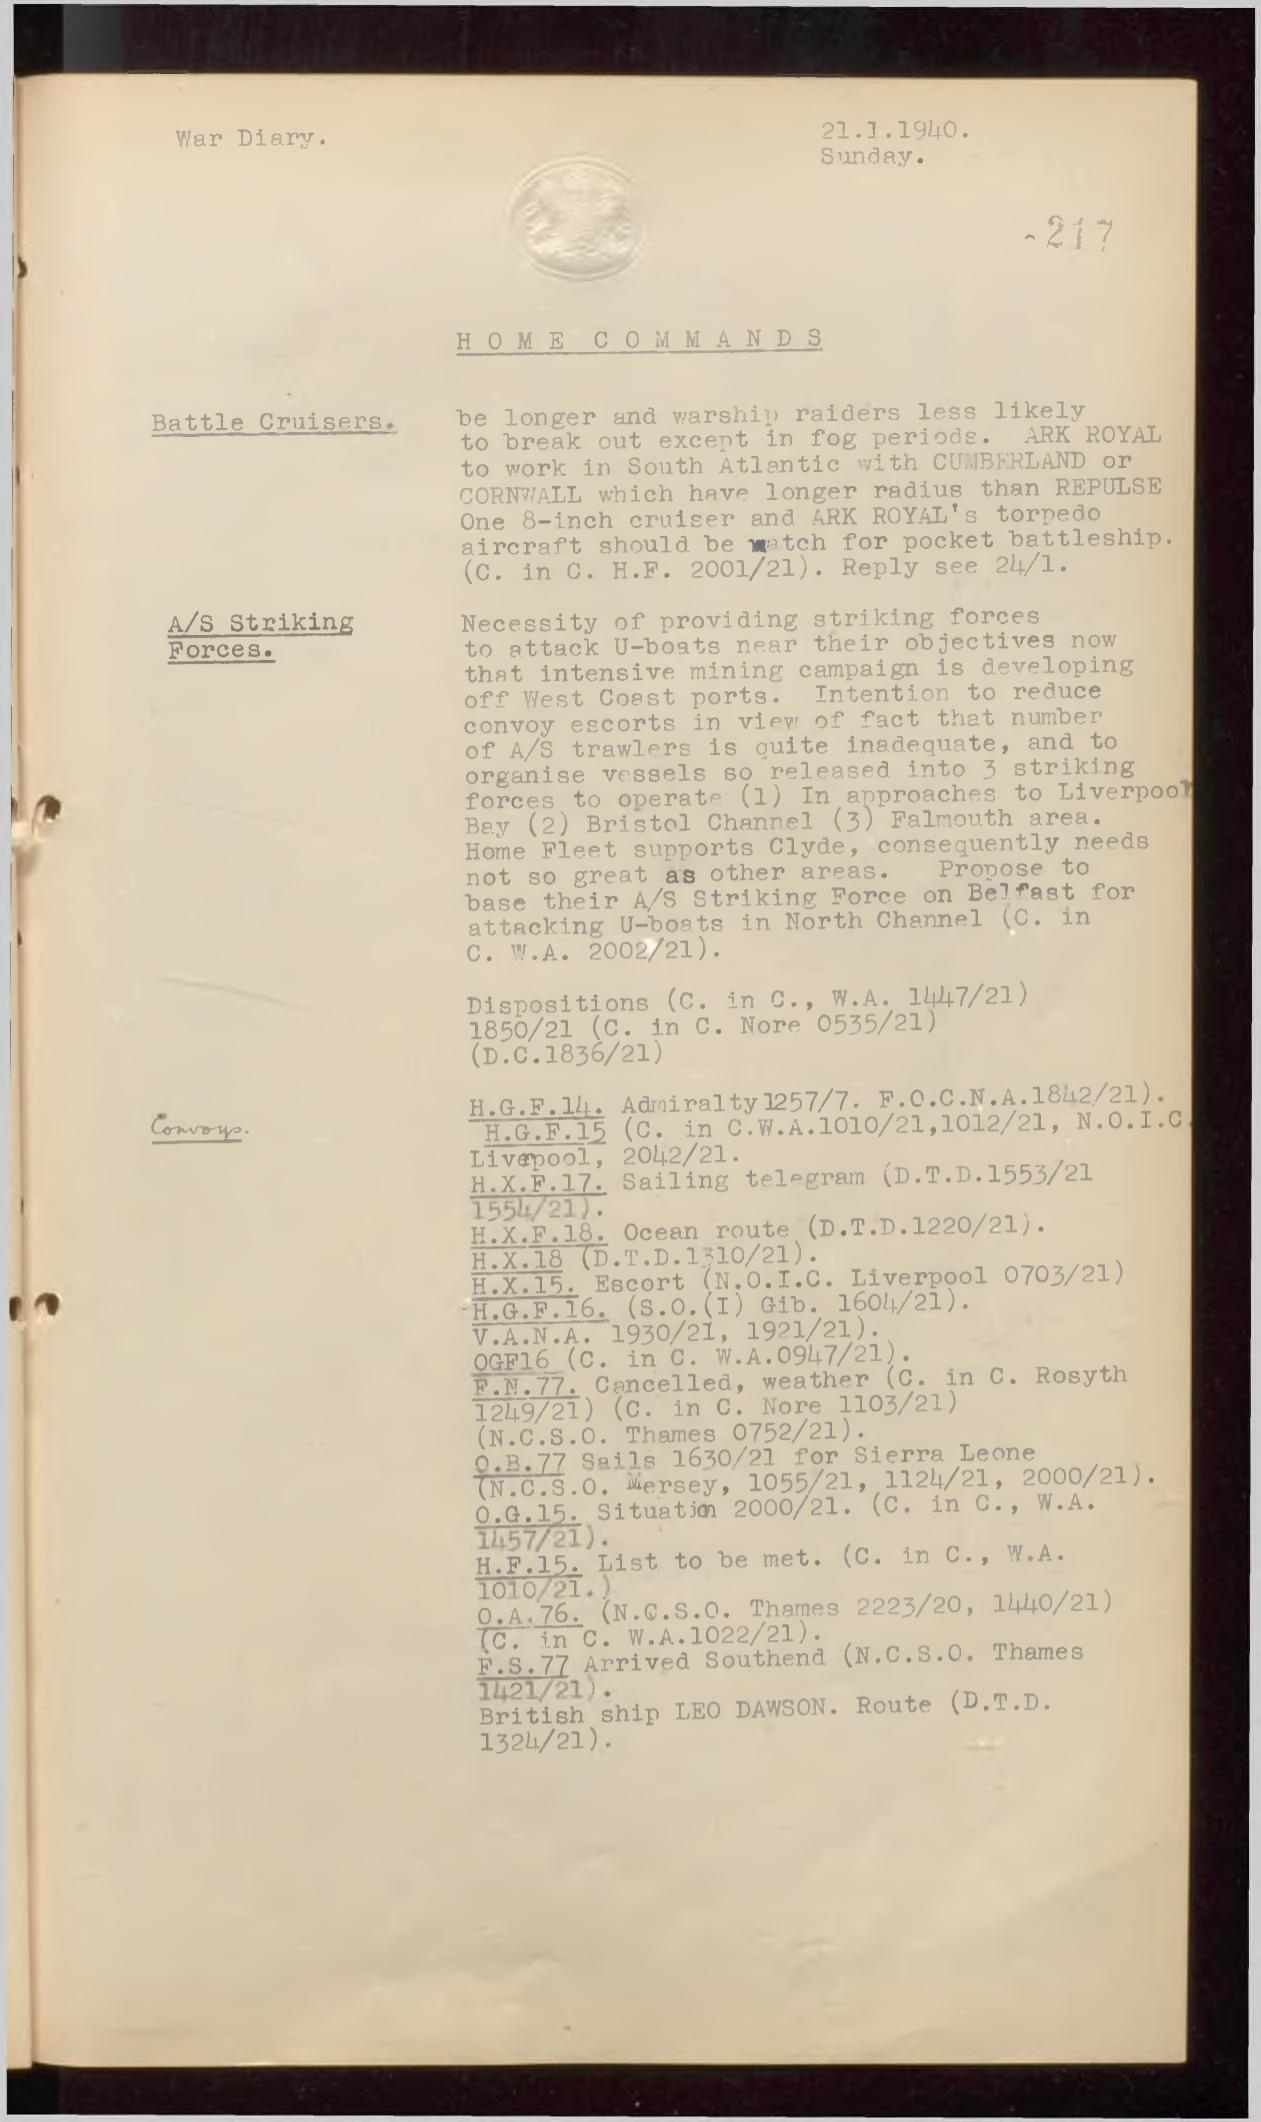 War Diary.
21.1.1940.
Sunday.
-217
HOME COMMANDS
Battle Cruisers.
be longer and warship raiders less likely
to break out except in fog periods. ARK ROYAL
to work in South Atlantic with CUMBERLAND or
CORNWALL which have longer radius than REPULSE
One 8-inch cruiser and ARK ROYAL's torpedo
aircraft should be match for pocket battleship.
(C. in C. H.F. 2001/21). Reply see 24/1.
A/S Striking
Forces.
Necessity of providing striking forces
to attack U-boats near their objectives now
that intensive mining campaign is developing
off West Coast ports. Intention to reduce
convoy escorts in view of fact that number
of A/S trawlers is quite inadequate, and to
organise vessels so released into 3 striking
forces to operate (1) In approaches to Liverpool
Bay (2) Bristol Channel (3) Falmouth area.
Home Fleet supports Clyde, consequently needs
not so great as other areas. Propose to
base their A/S Striking Force on Belfast for
attacking U-boats in North Channel (C. in
C. W.A. 2002/21).
Dispositions (C. in C., W.A. 1447/21)
1850/21 (C. in C. Nore 0535/21)
(D.C.1836/21)
Convoys.
H.G.F.14. Admiralty 1257/7. F.O.C.N.A.1842/21).
H.G.F.15 (C. in C.W.A.1010/21,1012/21, N.O.I.C.
Liverpool, 2042/21.
H.X.F.17. Sailing telegram (D.T.D.1553/21
1554/21).
H.X.F.18. Ocean route (D.T.D.1220/21).
H.X.18 (D.T.D.1310/21).
H.X.15. Escort (N.O.I.C. Liverpool 0703/21)
-H.G.F.16. (S.O.(I) Gib. 1604/21).
V.A.N.A. 1930/21, 1921/21).
OGF16 (C. in C. W.A.0947/21).
F.N.77. Cancelled, weather (C. in C. Rosyth
1249/21) (C. in C. Nore 1103/21)
(N.C.S.O. Thames 0752/21).
O.B.77 Sails 1630/21 for Sierra Leone
(N.C.S.O. Mersey, 1055/21, 1124/21, 2000/21).
O.G.15. Situation 2000/21. (C. in C., W.A.
1457/21).
H.F.15. List to be met. (C. in C., W.A.
1010/21.)
O.A.76. (N.C.S.O. Thames 2223/20, 1440/21)
(C. in C. W.A.1022/21).
F.S.77 Arrived Southend (N.C.S.O. Thames
1421/21).
British ship LEO DAWSON. Route (D.T.D.
1324/21).